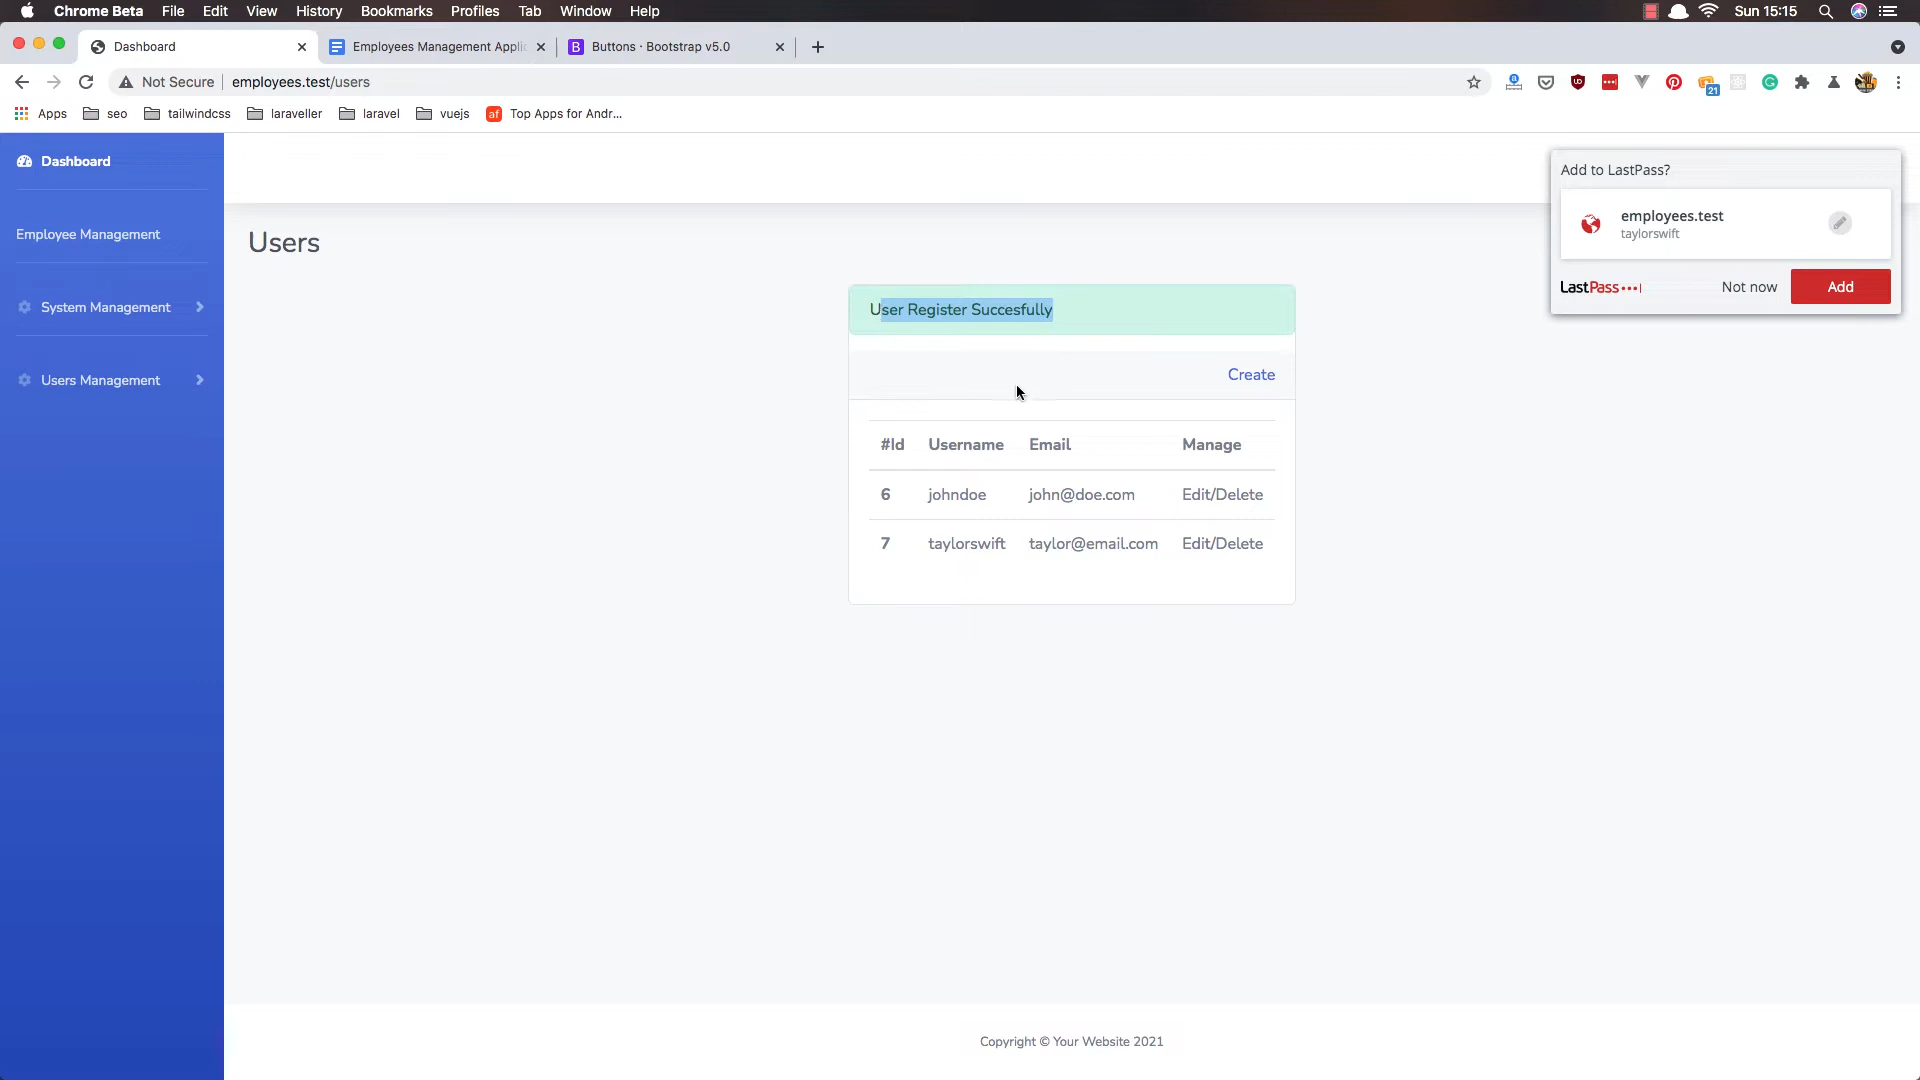 Chrome Beta File Edit View History Bookmarks Profiles Tab Window Help Sun 15:15
Dashboard Employees Management Applic Buttons · Bootstrap v5.0
Not Secure employees.test/users 21
Apps seo tailwindcss laraveller laravel vuejs af Top Apps for Andr...
Dashboard
Employee Management
System Management
Users Management
Users
Add to LastPass?
employees.test
taylorswift
LastPass Not now Add
User Register Succesfully
Create
#Id Username Email Manage
6 johndoe john@doe.com Edit/Delete
7 taylorswift taylor@email.com Edit/Delete
Copyright © Your Website 2021